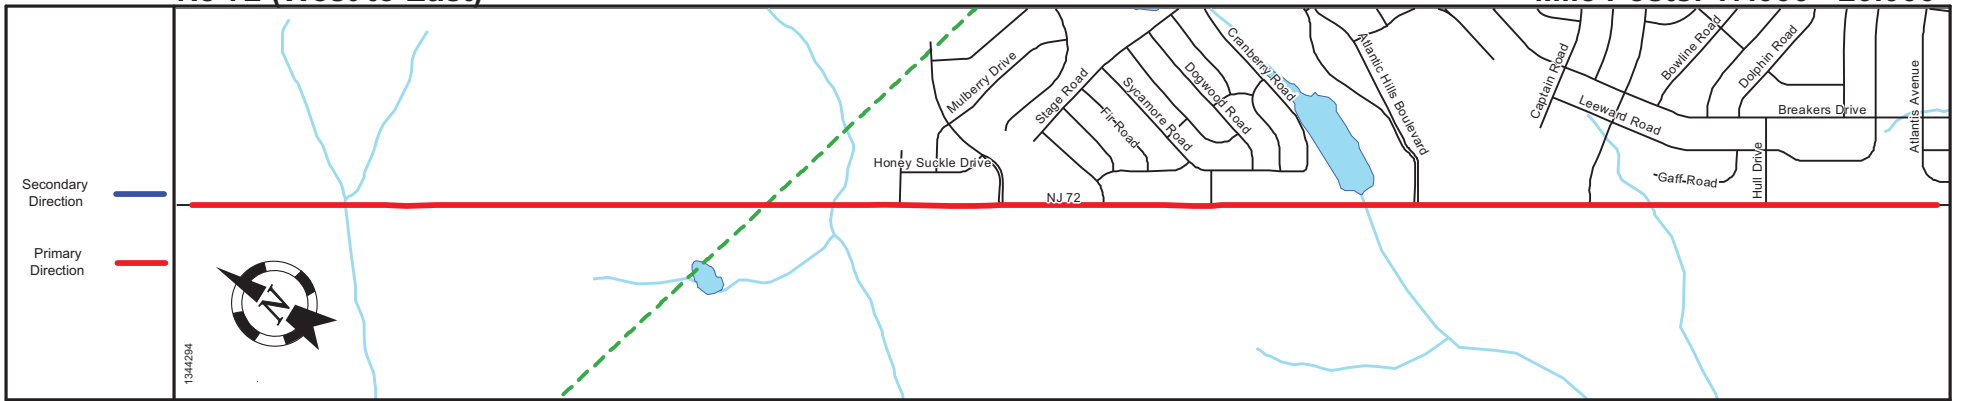 Secondary
Direction
Primary
Direction
1344294
N
Mulberry Drive
Honey Suckle Drive
Stage Road
Fir Road
Sycamore Road
Dogwood Road
Cranberry Road
Atlantic Hills Boulevard
NJ 72
Captain Road
Leeward Road
Bowline Road
Dolphin Road
Breakers Drive
Atlantis Avenue
Gaff Road
Hull Drive